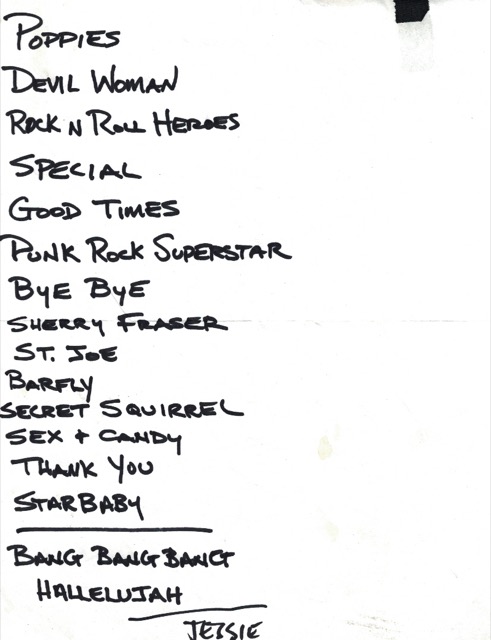 POPPIES
DEVIL WOMAN
ROCK N ROLL HEROES
SPECIAL
GOOD TIMES
PUNK ROCK SUPERSTAR
BYE BYE
SHERRY FRASER
ST. JOE
BARFLY
SECRET SQUIRREL
SEX + CANDY
THANK YOU
STARBABY
BANG BANG BANG
HALLELUJAH
JESSIE